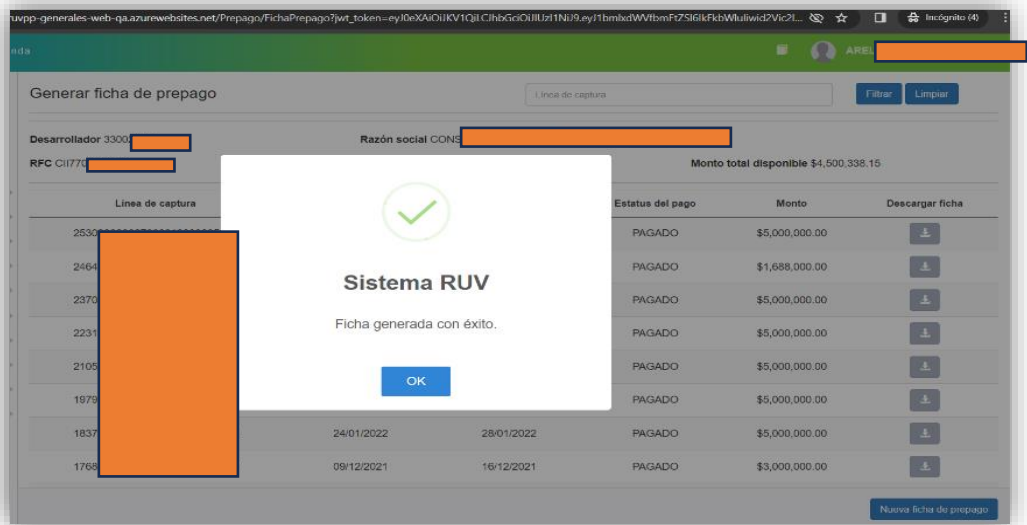 ruvpp-generales-web-qa.azurewebsites.net/Prepago/FichaPrepago?jwt_token=
Incógnito (4)
nda
AREL
Generar ficha de prepago
Línea de captura
Filtrar
Limpiar
Desarrollador 3300
Razón social CONS
RFC CII770
Monto total disponible $4,500,338.15
Línea de captura
Estatus del pago
Monto
Descargar ficha
2530
PAGADO
$5,000,000.00
2464
PAGADO
$1,688,000.00
2370
PAGADO
$5,000,000.00
2231
PAGADO
$5,000,000.00
2105
PAGADO
$5,000,000.00
1979
PAGADO
$5,000,000.00
1837
24/01/2022
28/01/2022
PAGADO
$5,000,000.00
1768
09/12/2021
16/12/2021
PAGADO
$3,000,000.00
Sistema RUV
Ficha generada con éxito.
OK
Nueva ficha de prepago